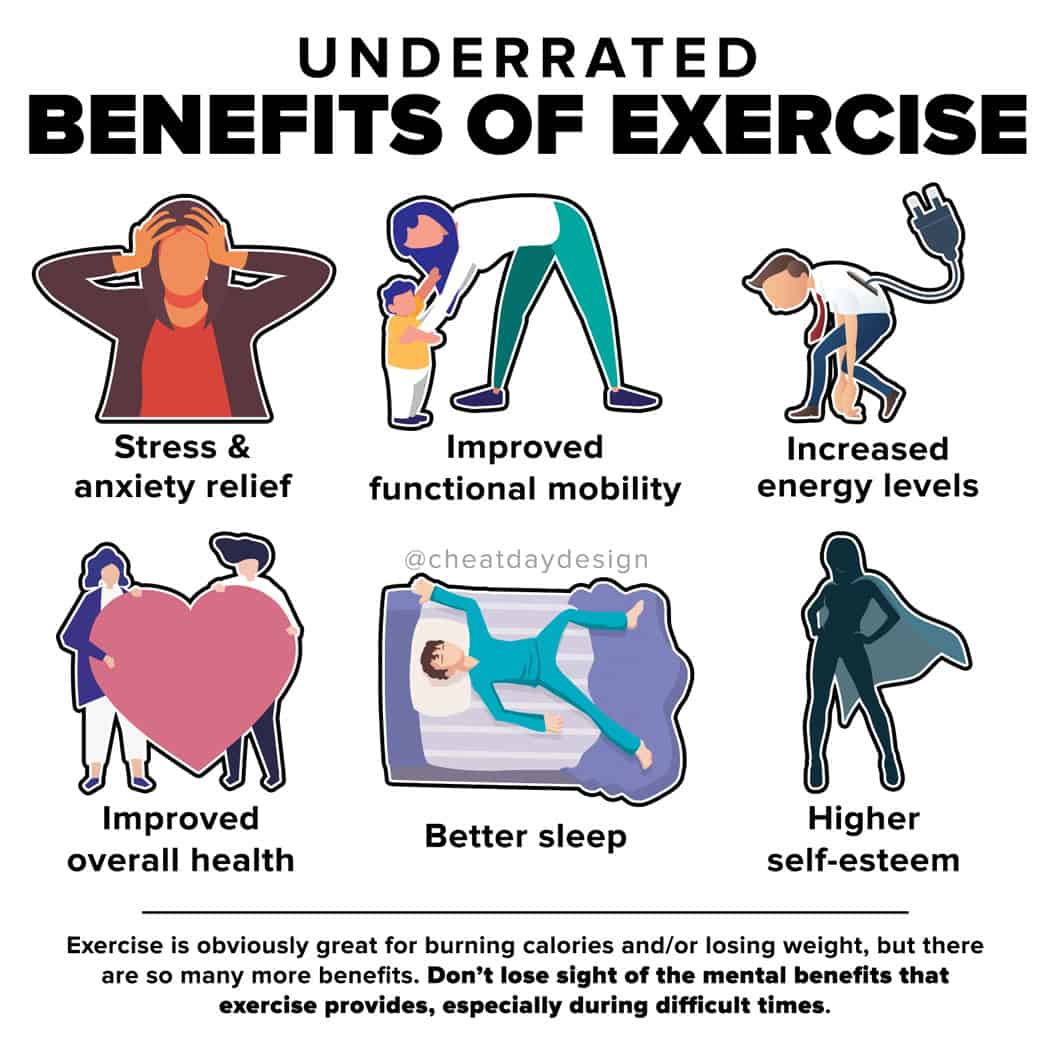 UNDERRATED
BENEFITS OF EXERCISE
Stress &
anxiety relief
Improved
functional mobility
Increased
energy levels
@cheatdaydesign
Improved
overall health
Better sleep
Higher
self-esteem
Exercise is obviously great for burning calories and/or losing weight, but there
are so many more benefits. Don’t lose sight of the mental benefits that
exercise provides, especially during difficult times.